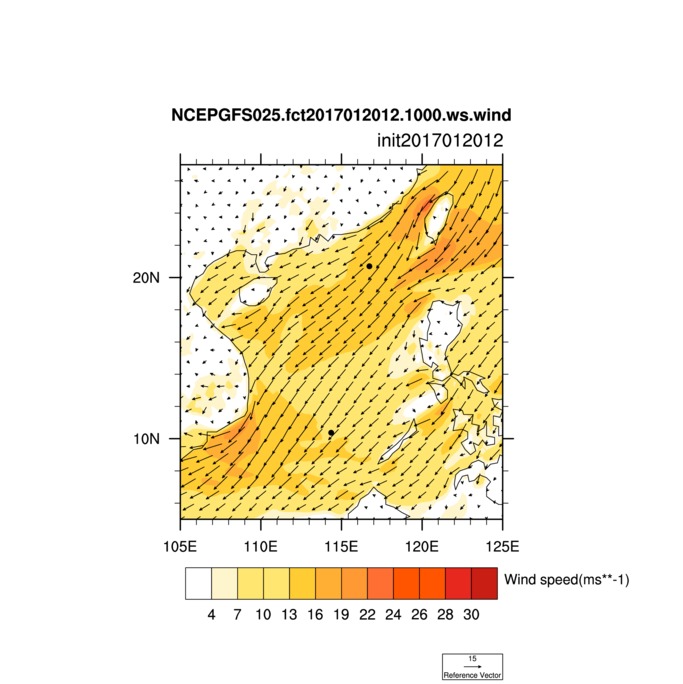 NCEPGFS025.fct2017012012.1000.ws.wind
init2017012012
20N
10N
105E 110E 115E 120E 125E
Wind speed(ms**-1)
4 7 10 13 16 19 22 24 26 28 30
15
Reference Vector